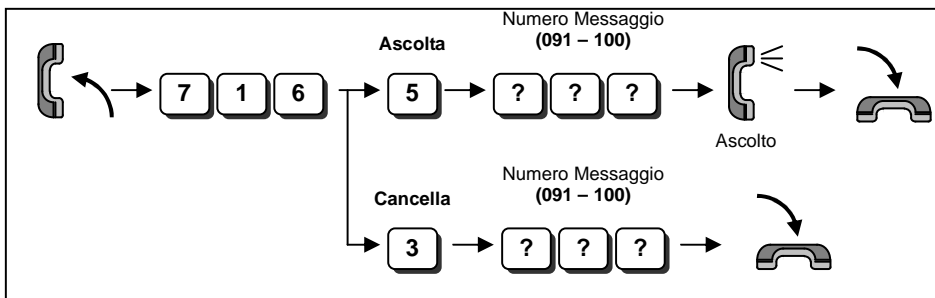 Numero Messaggio
Ascolta (091 – 100)
7 1 6 5 ? ? ?
Ascolto
Numero Messaggio
Cancella (091 – 100)
3 ? ? ?